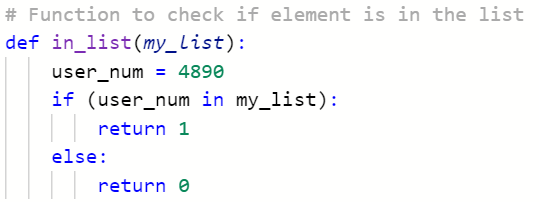 # Function to check if element is in the list
def in_list(my_list):
    user_num = 4890
    if (user_num in my_list):
        return 1
    else:
        return 0